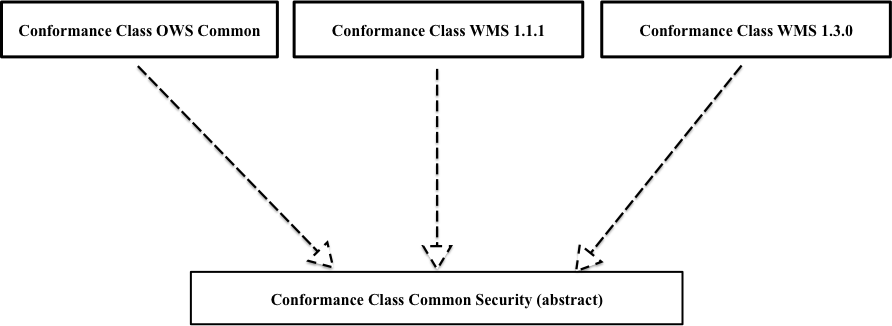 Conformance Class OWS Common
Conformance Class WMS 1.1.1
Conformance Class WMS 1.3.0
Conformance Class Common Security (abstract)